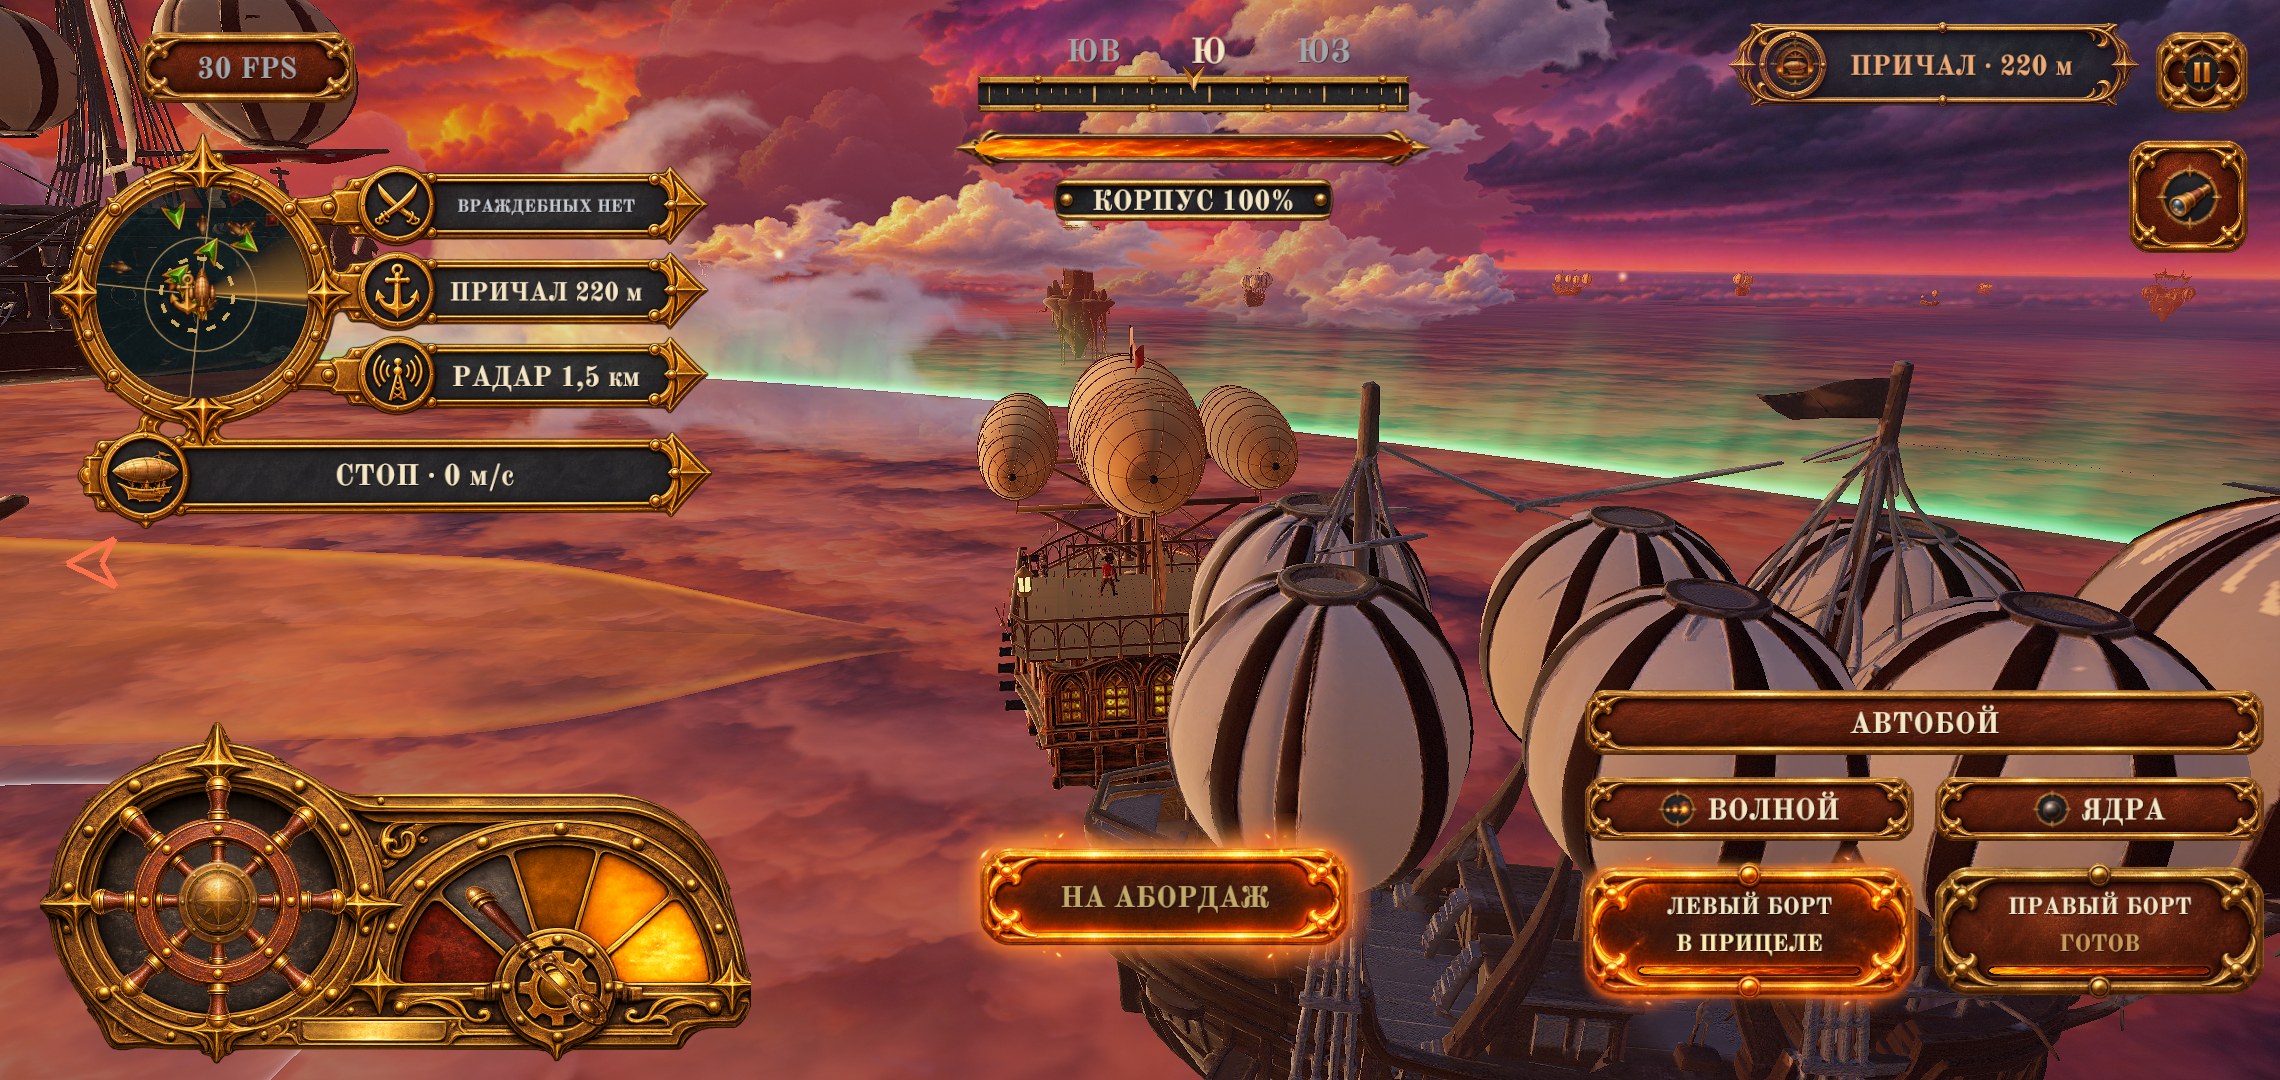 30 FPS
ЮВ Ю ЮЗ
ПРИЧАЛ · 220 м
КОРПУС 100%
ВРАЖДЕБНЫХ НЕТ
ПРИЧАЛ 220 м
РАДАР 1,5 км
СТОП · 0 м/с
АВТОБОЙ
ВОЛНОЙ
ЯДРА
НА АБОРДАЖ
ЛЕВЫЙ БОРТ
В ПРИЦЕЛЕ
ПРАВЫЙ БОРТ
ГОТОВ